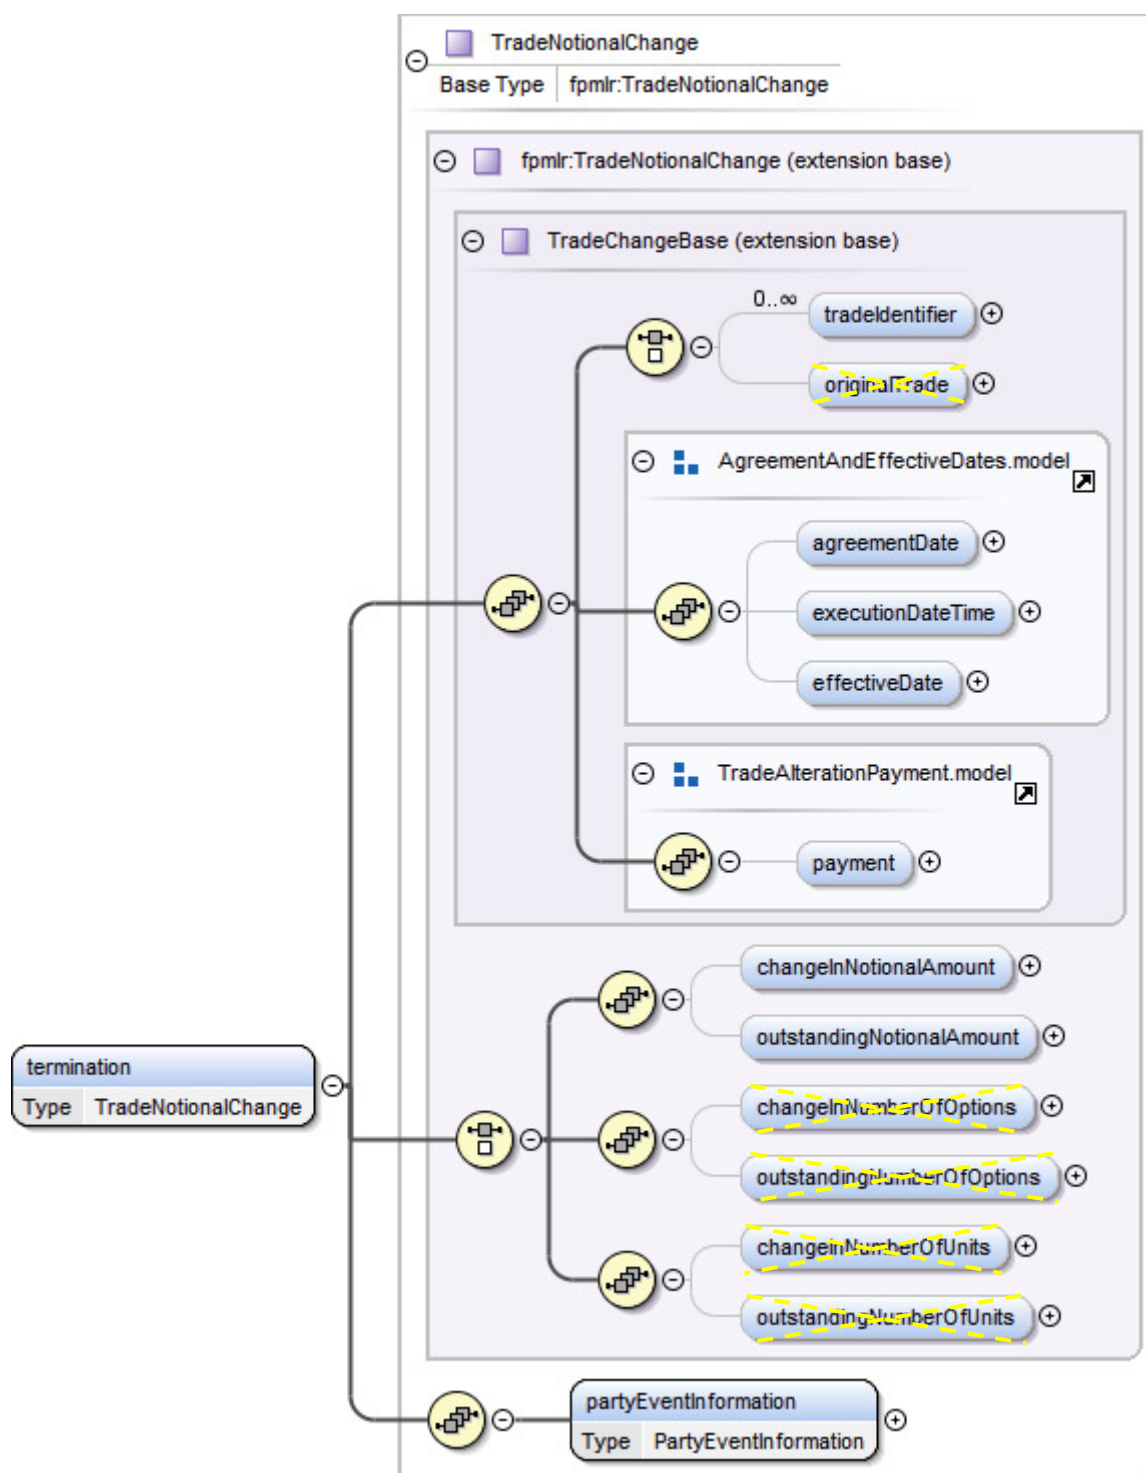 TradeNotionalChange
Base Type fpmlr:TradeNotionalChange
fpmlr:TradeNotionalChange (extension base)
TradeChangeBase (extension base)
0..∞
tradeIdentifier
originalTrade
AgreementAndEffectiveDates.model
agreementDate
executionDateTime
effectiveDate
TradeAlterationPayment.model
payment
changeInNotionalAmount
outstandingNotionalAmount
termination
Type TradeNotionalChange
changeInNumberOfOptions
outstandingNumberOfOptions
changeInNumberOfUnits
outstandingNumberOfUnits
partyEventInformation
Type PartyEventInformation